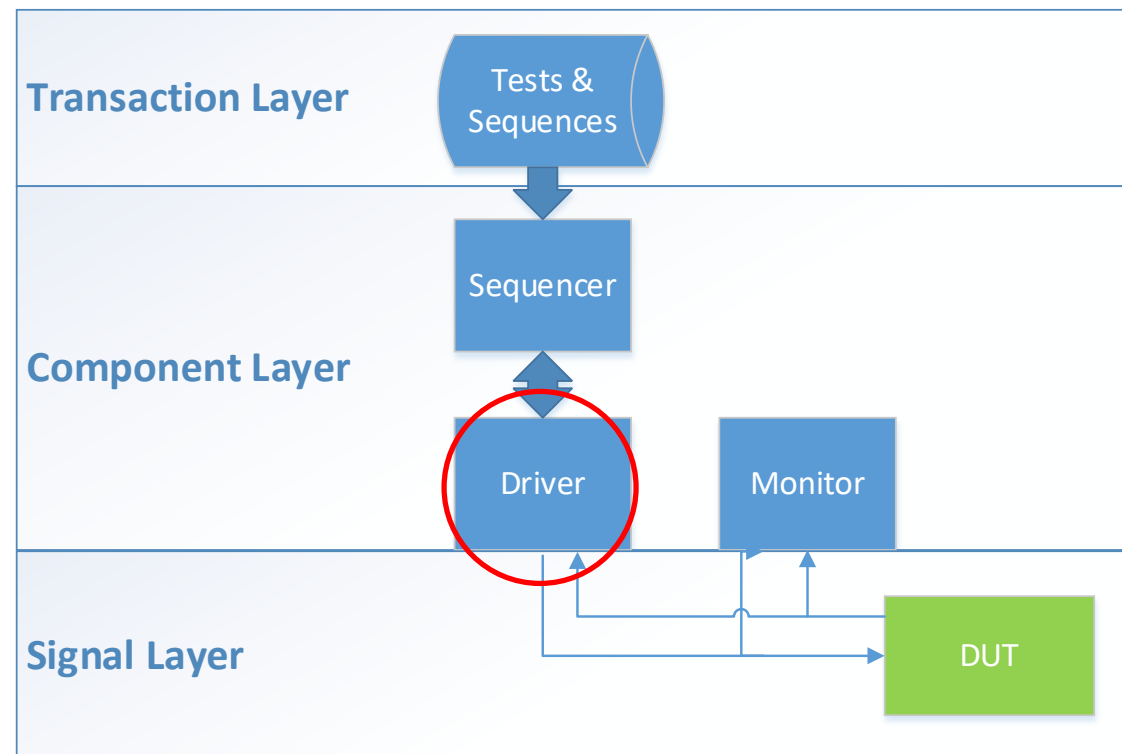 Transaction Layer
Tests &
Sequences
Sequencer
Component Layer
Driver
Monitor
Signal Layer
DUT